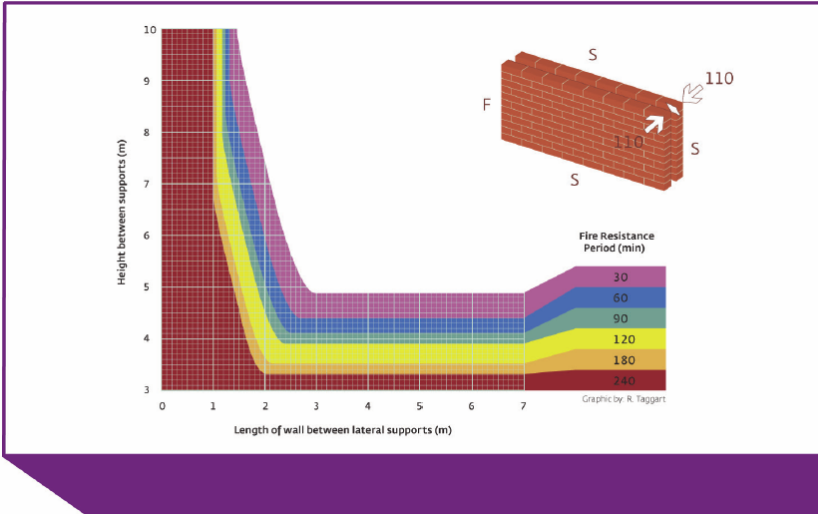 10
9
8
7
6
5
4
3
Height between supports (m)
0 1 2 3 4 5 6 7
Length of wall between lateral supports (m)
S
110
F
110
S
S
Fire Resistance
Period (min)
30
60
90
120
180
240
Graphic by: R. Taggart